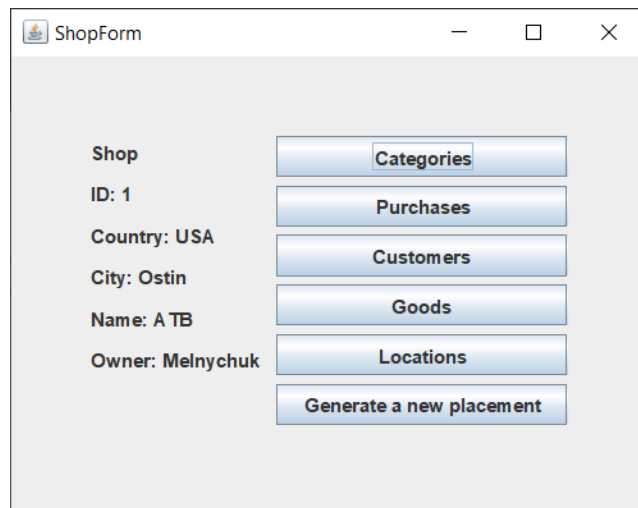 ShopForm
Shop
ID: 1
Country: USA
City: Ostin
Name: ATB
Owner: Melnychuk
Categories
Purchases
Customers
Goods
Locations
Generate a new placement